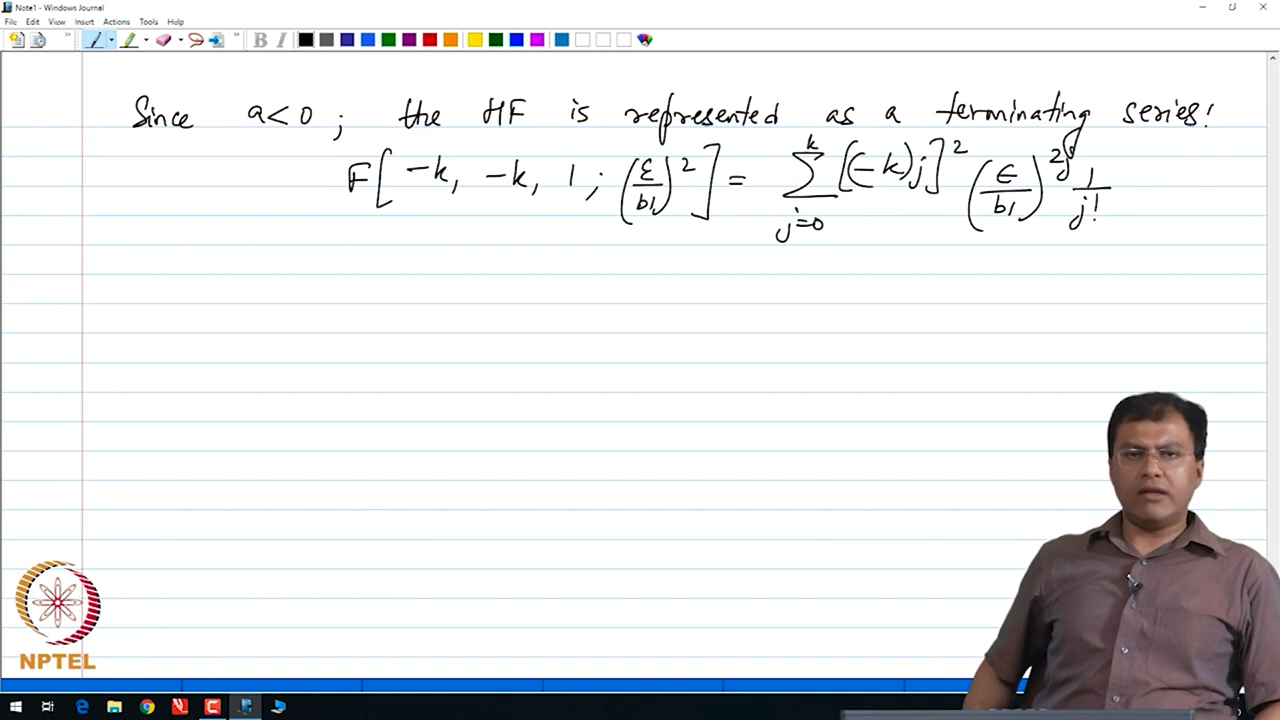 Note1 - Windows Journal
File Edit View Insert Actions Tools Help
B I
Since a<0; the HF is represented as a terminating series!
F[-k, -k, 1; (ε/b1)^2] = ∑_{j=0}^{k} [(-k)j]^2 (ε/b1)^{2j} 1/j!
NPTEL